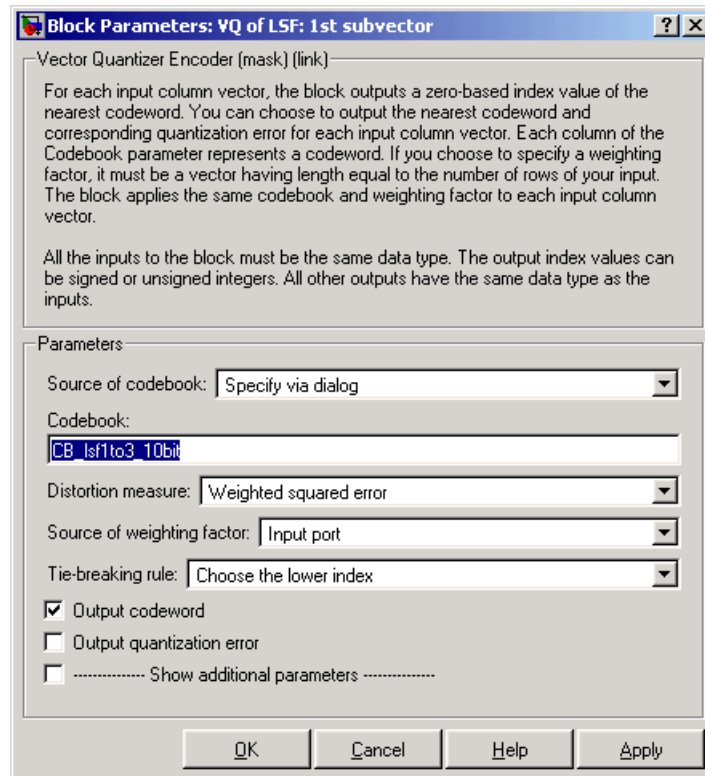 Block Parameters: VQ of LSF: 1st subvector
Vector Quantizer Encoder (mask) (link)
For each input column vector, the block outputs a zero-based index value of the
nearest codeword. You can choose to output the nearest codeword and
corresponding quantization error for each input column vector. Each column of the
Codebook parameter represents a codeword. If you choose to specify a weighting
factor, it must be a vector having length equal to the number of rows of your input.
The block applies the same codebook and weighting factor to each input column
vector.
All the inputs to the block must be the same data type. The output index values can
be signed or unsigned integers. All other outputs have the same data type as the
inputs.
Parameters
Source of codebook: Specify via dialog
Codebook:
CB_lsf1to3_10bit
Distortion measure: Weighted squared error
Source of weighting factor: Input port
Tie-breaking rule: Choose the lower index
Output codeword
Output quantization error
--------------- Show additional parameters ---------------
OK Cancel Help Apply